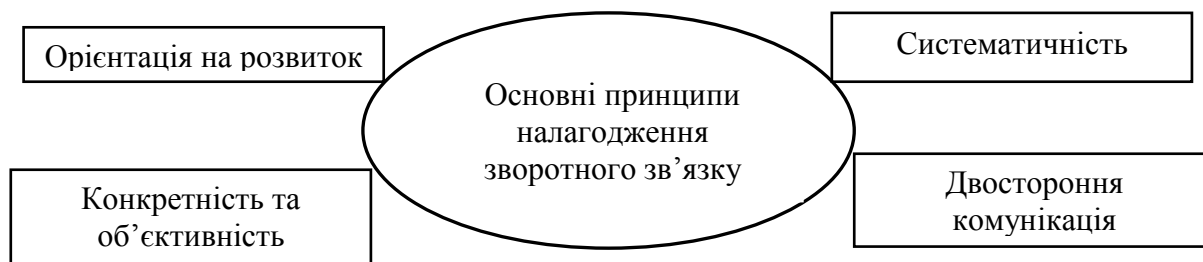 Орієнтація на розвиток
Систематичність
Основні принципи
налагодження
зворотного зв’язку
Конкретність та
об’єктивність
Двостороння
комунікація